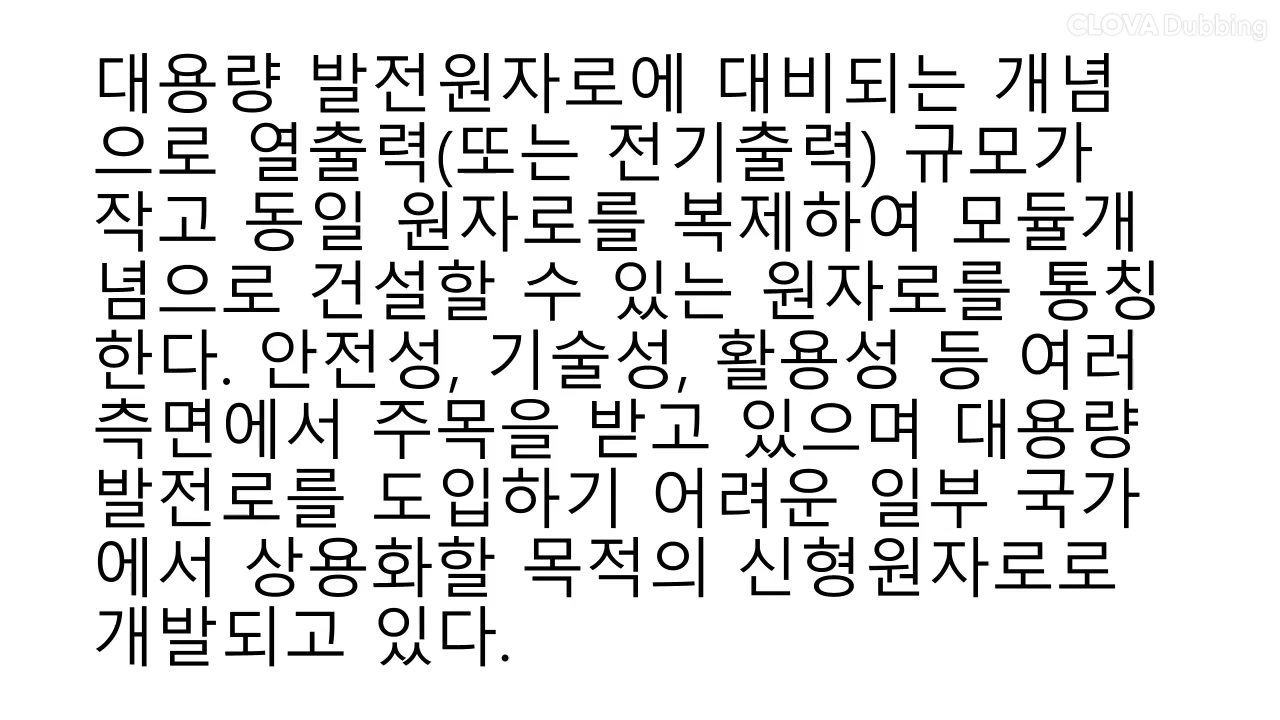 CLOVA Dubbing
대용량 발전원자로에 대비되는 개념
으로 열출력(또는 전기출력) 규모가
작고 동일 원자로를 복제하여 모듈개
념으로 건설할 수 있는 원자로를 통칭
한다. 안전성, 기술성, 활용성 등 여러
측면에서 주목을 받고 있으며 대용량
발전로를 도입하기 어려운 일부 국가
에서 상용화할 목적의 신형원자로로
개발되고 있다.